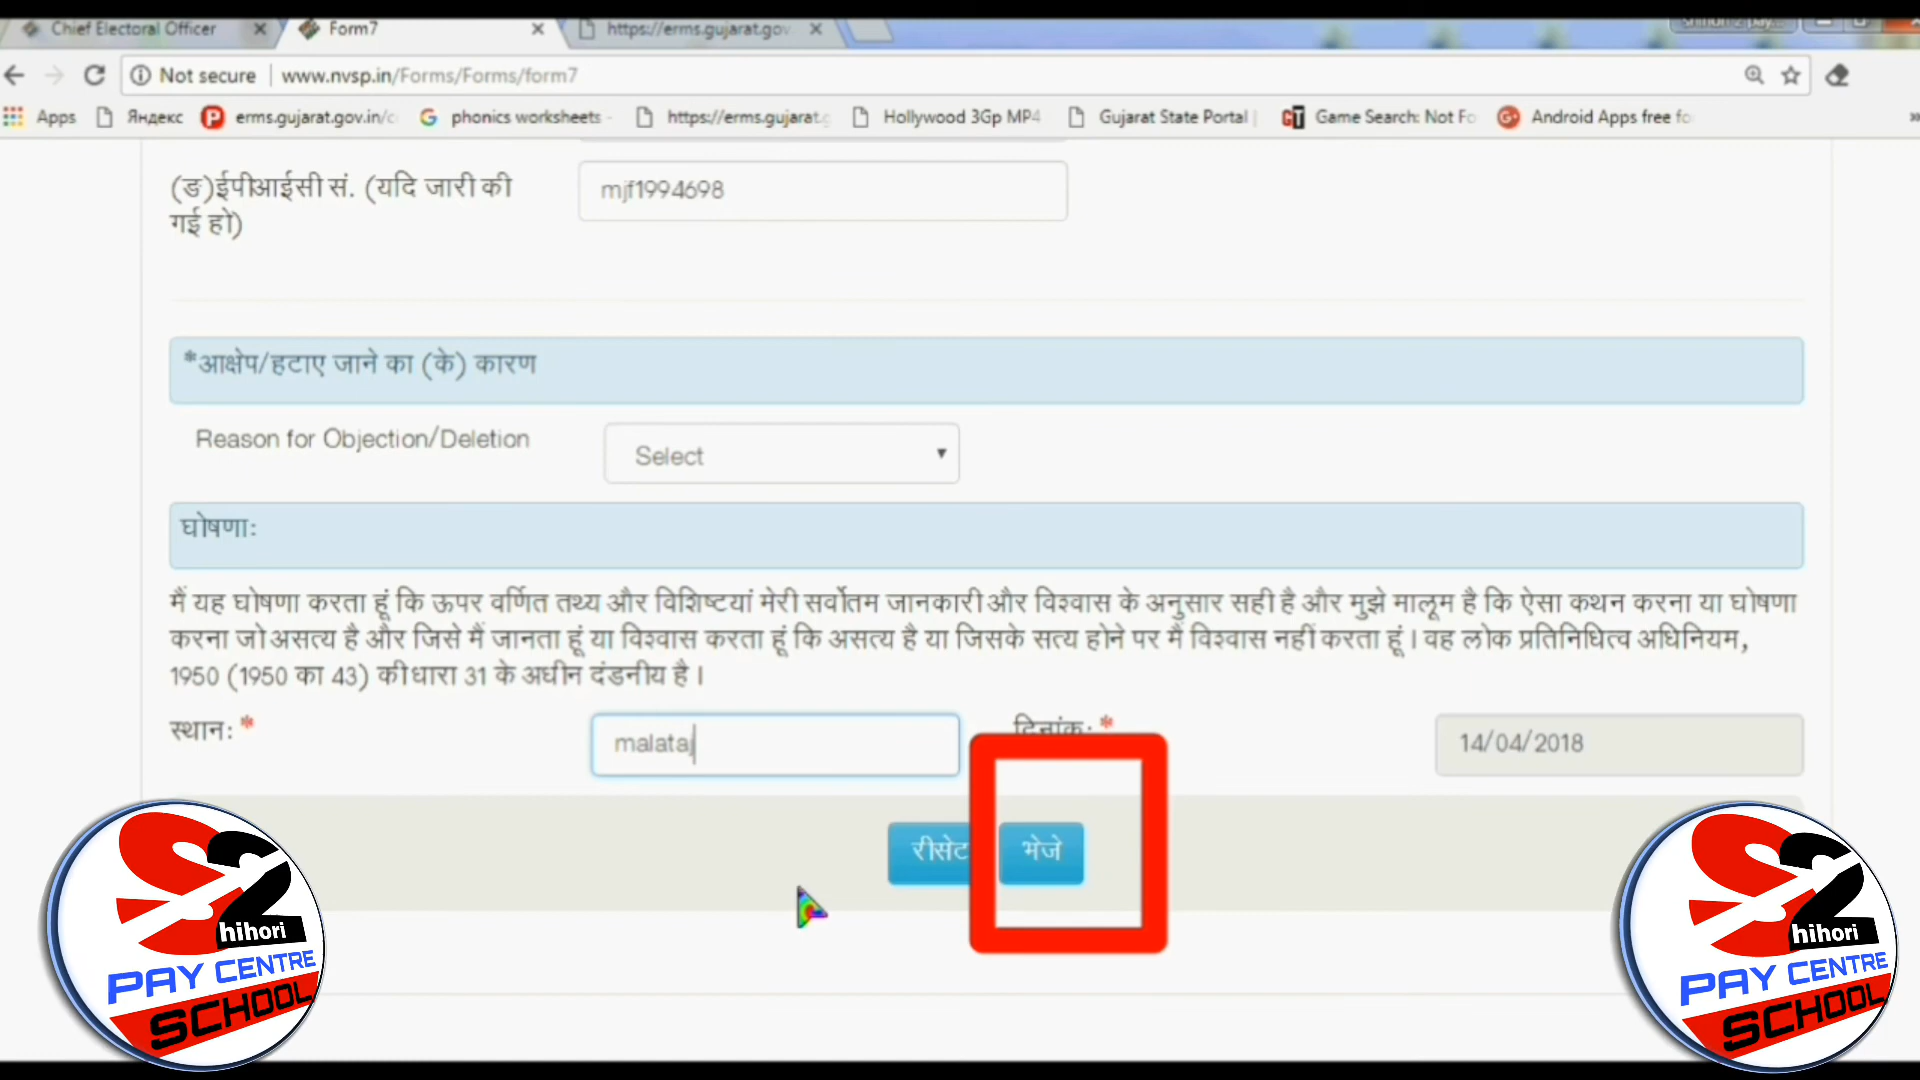 Chief Electoral Officer
Form7
https://erms.gujarat.gov
Not secure
www.nvsp.in/Forms/Forms/form7
Apps
Яндекс
erms.gujarat.gov.in/c
phonics worksheets -
https://erms.gujarat.g
Hollywood 3Gp MP4
Gujarat State Portal |
GT
Game Search: Not Fo
Android Apps free fo
»
(ङ)ईपीआईसी सं. (यदि जारी की
गई हो)
mjf1994698
*आक्षेप/हटाए जाने का (के) कारण
Reason for Objection/Deletion
Select
घोषणा:
मैं यह घोषणा करता हूं कि ऊपर वर्णित तथ्य और विशिष्टयां मेरी सर्वोतम जानकारी और विश्वास के अनुसार सही है और मुझे मालूम है कि ऐसा कथन करना या घोषणा
करना जो असत्य है और जिसे मैं जानता हूं या विश्वास करता हूं कि असत्य है या जिसके सत्य होने पर मैं विश्वास नहीं करता हूं। वह लोक प्रतिनिधित्व अधिनियम,
1950 (1950 का 43) की धारा 31 के अधीन दंडनीय है।
स्थान: *
malataj
दिनांक: *
14/04/2018
रीसेट
भेजे
S2
hihori
PAY CENTRE
SCHOOL
S2
hihori
PAY CENTRE
SCHOOL